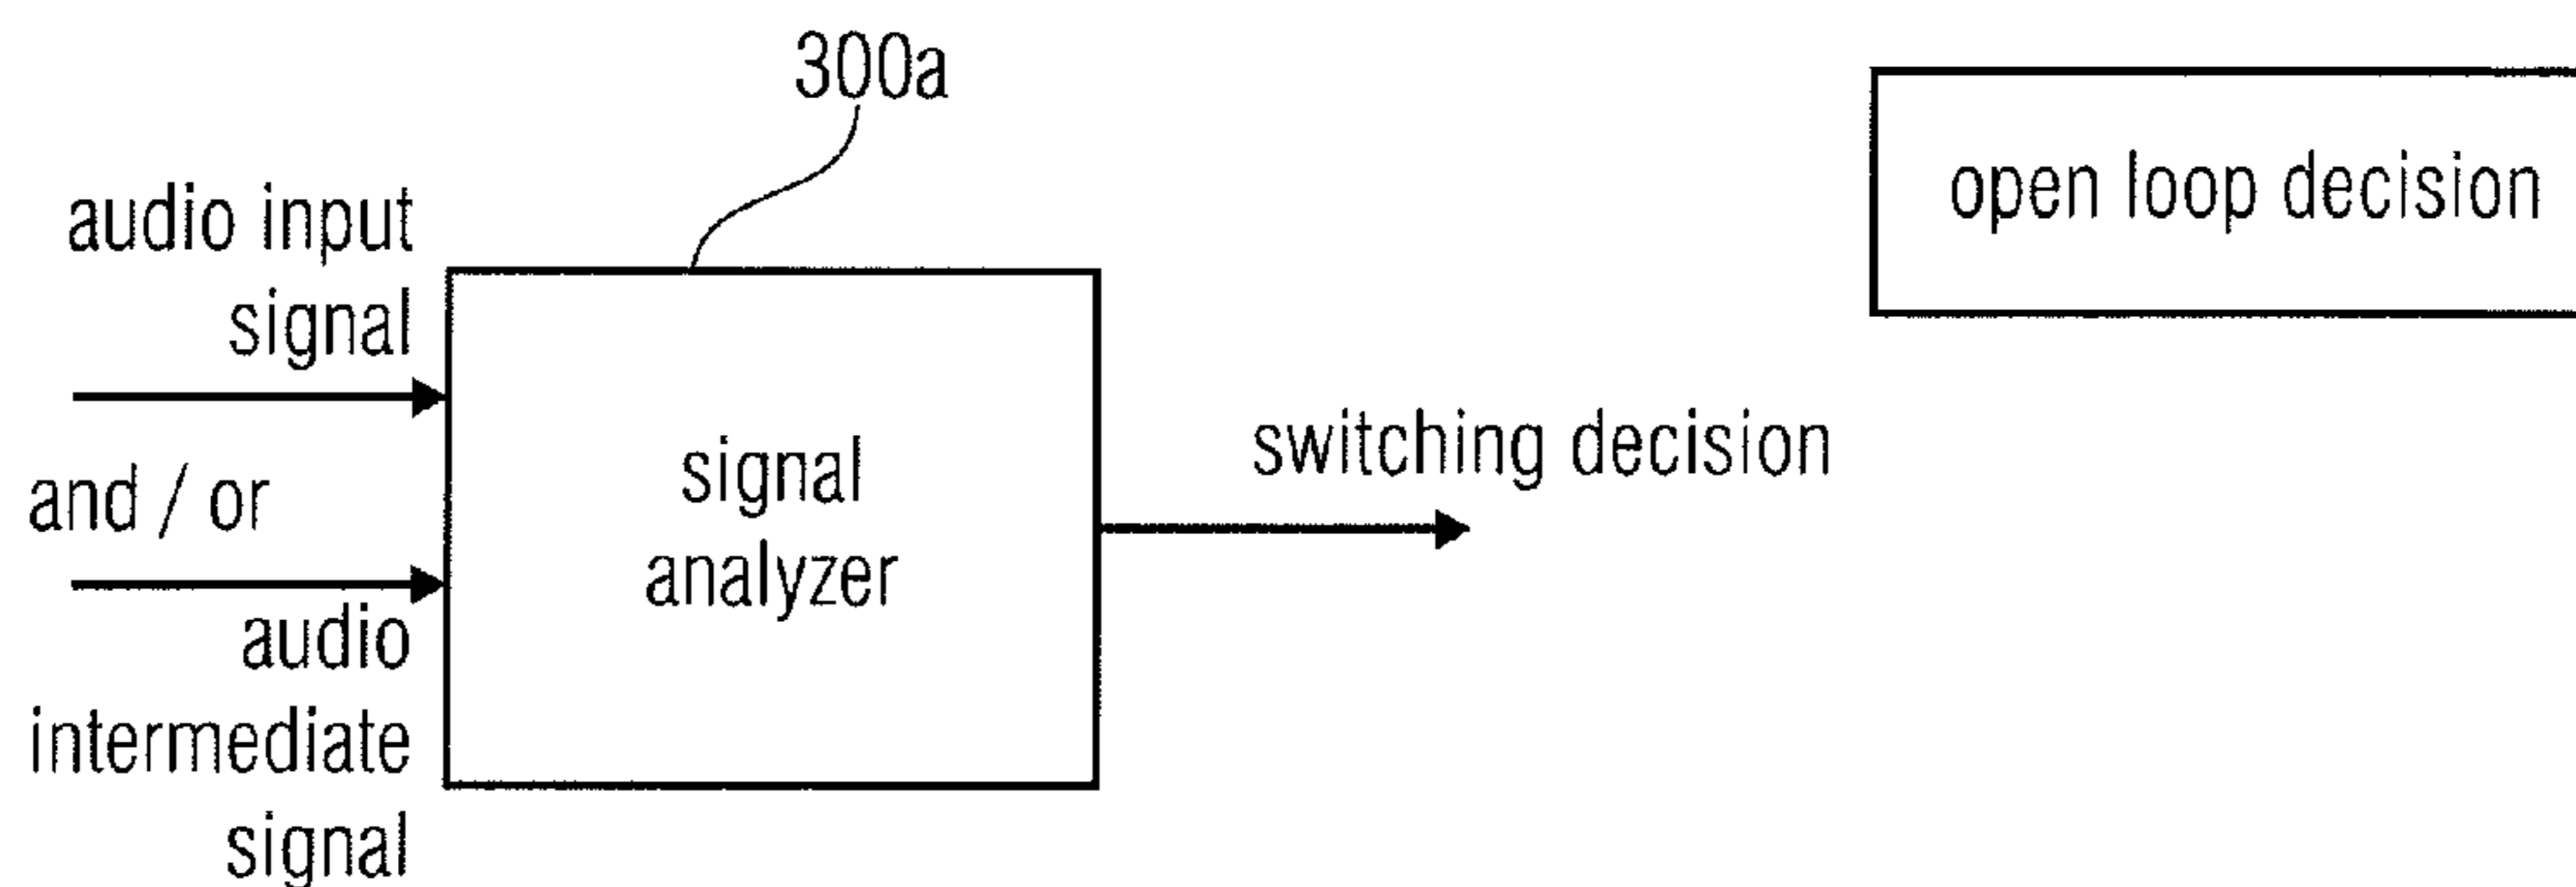 300a
open loop decision
audio input
signal
and / or
audio
intermediate
signal
signal
analyzer
switching decision